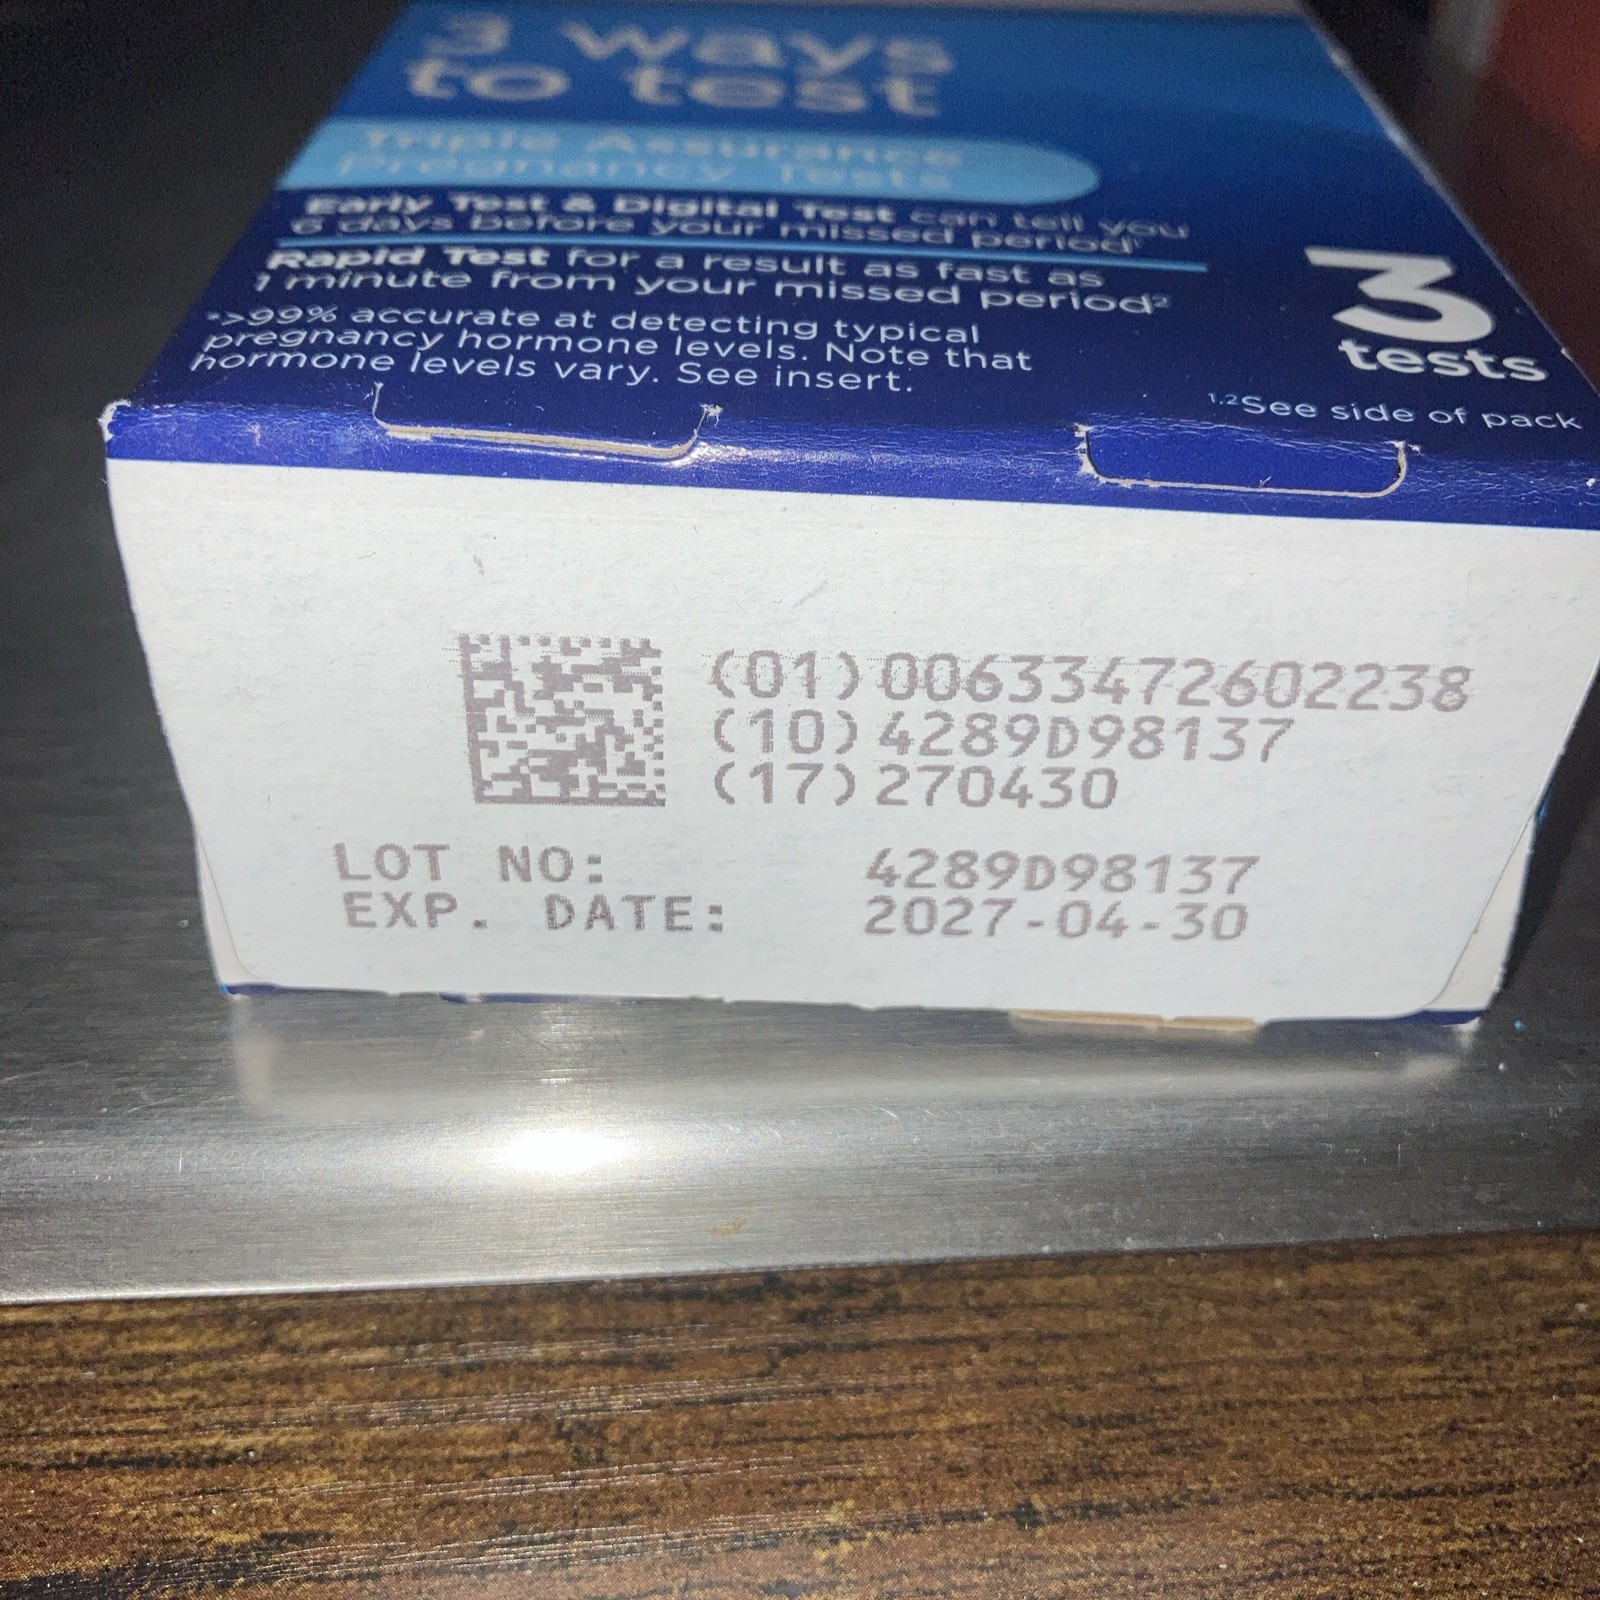 3 ways
to test
Triple Assurance
Pregnancy Tests
Early Test & Digital Test can tell you
6 days before your missed period¹
Rapid Test for a result as fast as
1 minute from your missed period²
*>99% accurate at detecting typical
pregnancy hormone levels. Note that
hormone levels vary. See insert.
3
tests
1,2See side of pack
(01)00633472602238
(10)4289D98137
(17)270430
LOT NO: 4289D98137
EXP. DATE: 2027-04-30